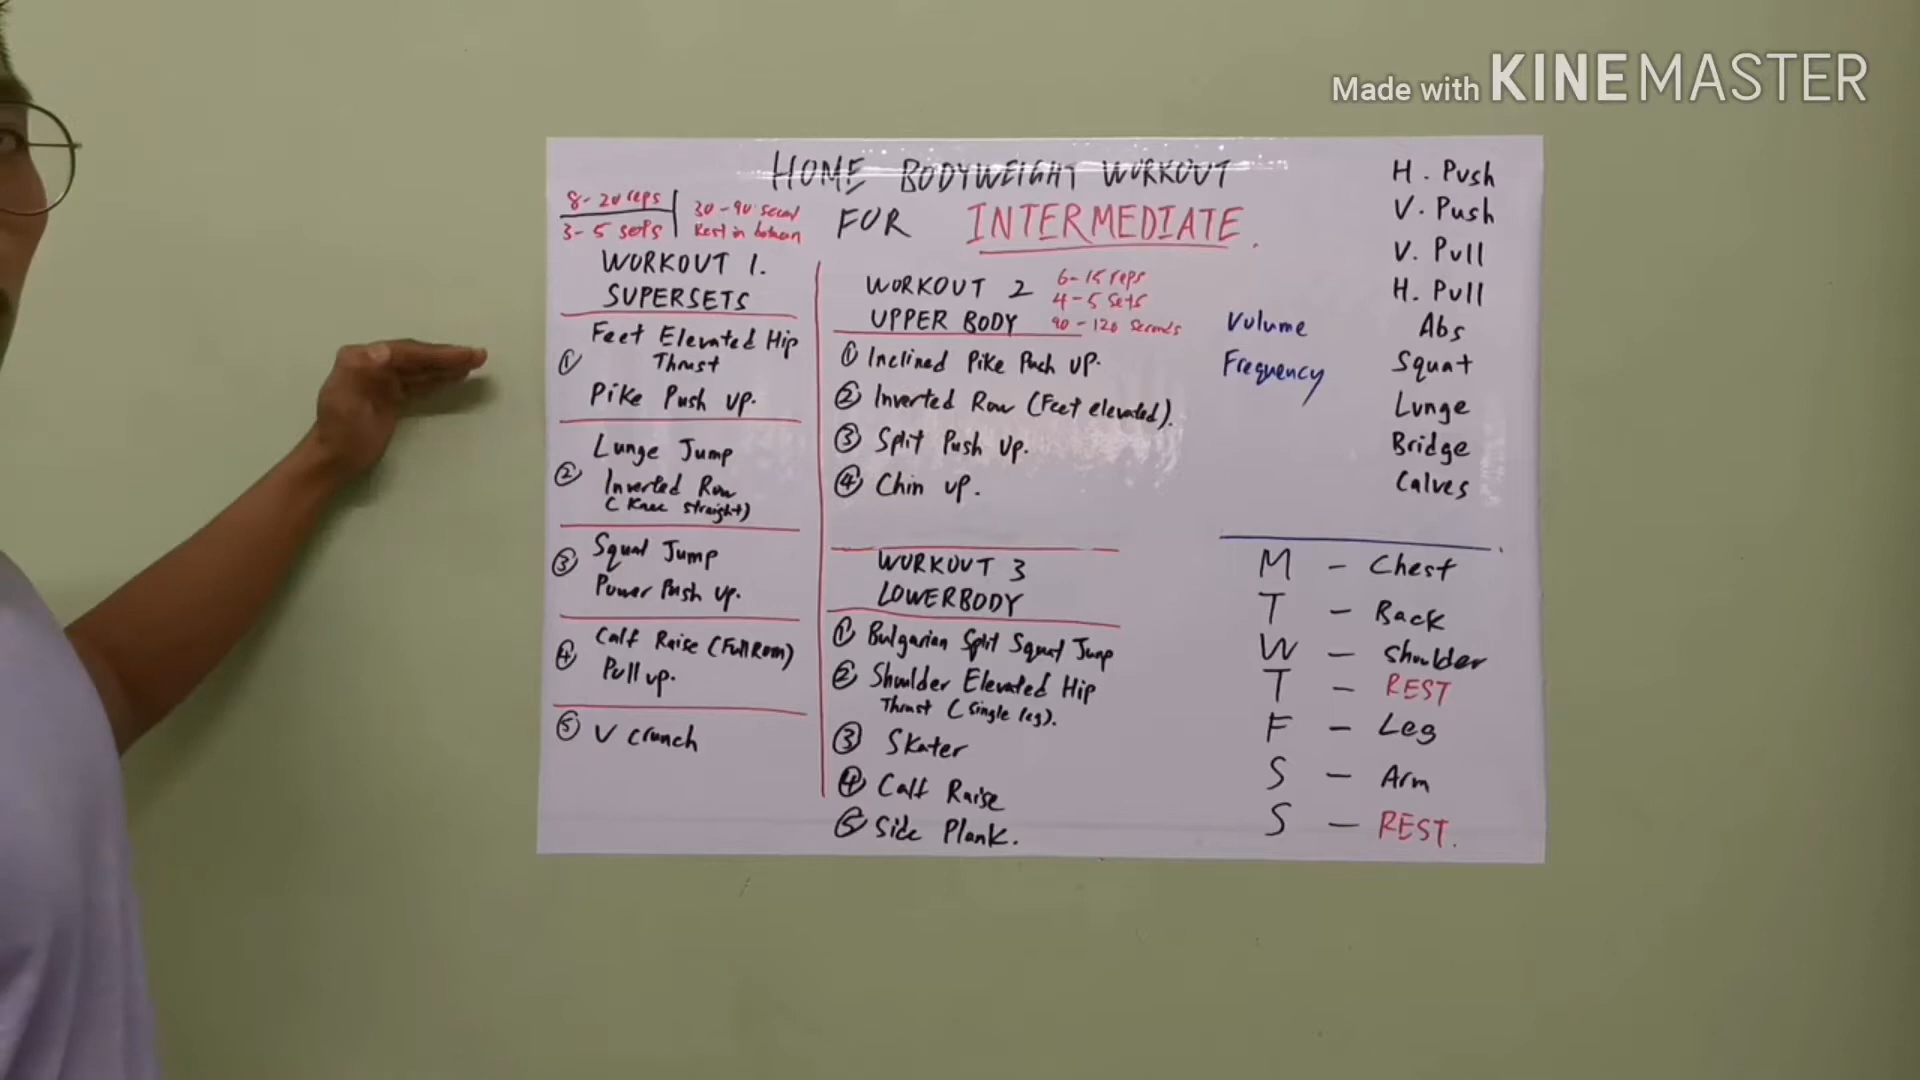 Made with KINEMASTER
HOME BODYWEIGHT WORKOUT
FOR INTERMEDIATE.
8-20 reps
3-5 sets
30-90 second
Rest in between
WORKOUT 1.
SUPERSETS
① Feet Elevated Hip
Thrust
Pike Push up.
② Lunge Jump
Inverted Row
(Knee straight)
③ Squat Jump
Power Push up.
④ Calf Raise (Full Rom)
Pull up.
⑤ V crunch
WORKOUT 2
UPPER BODY
6-15 reps
4-5 sets
90-120 seconds
① Inclined Pike Push up.
② Inverted Row (Feet elevated).
③ Split Push up.
④ Chin up.
WORKOUT 3
LOWERBODY
① Bulgarian Split Squat Jump
② Shoulder Elevated Hip
Thrust (single leg).
③ Skater
④ Calf Raise
⑤ Side Plank.
Volume
Frequency
H. Push
V. Push
V. Pull
H. Pull
Abs
Squat
Lunge
Bridge
Calves
M - Chest
T - Back
W - Shoulder
T - REST
F - Leg
S - Arm
S - REST.